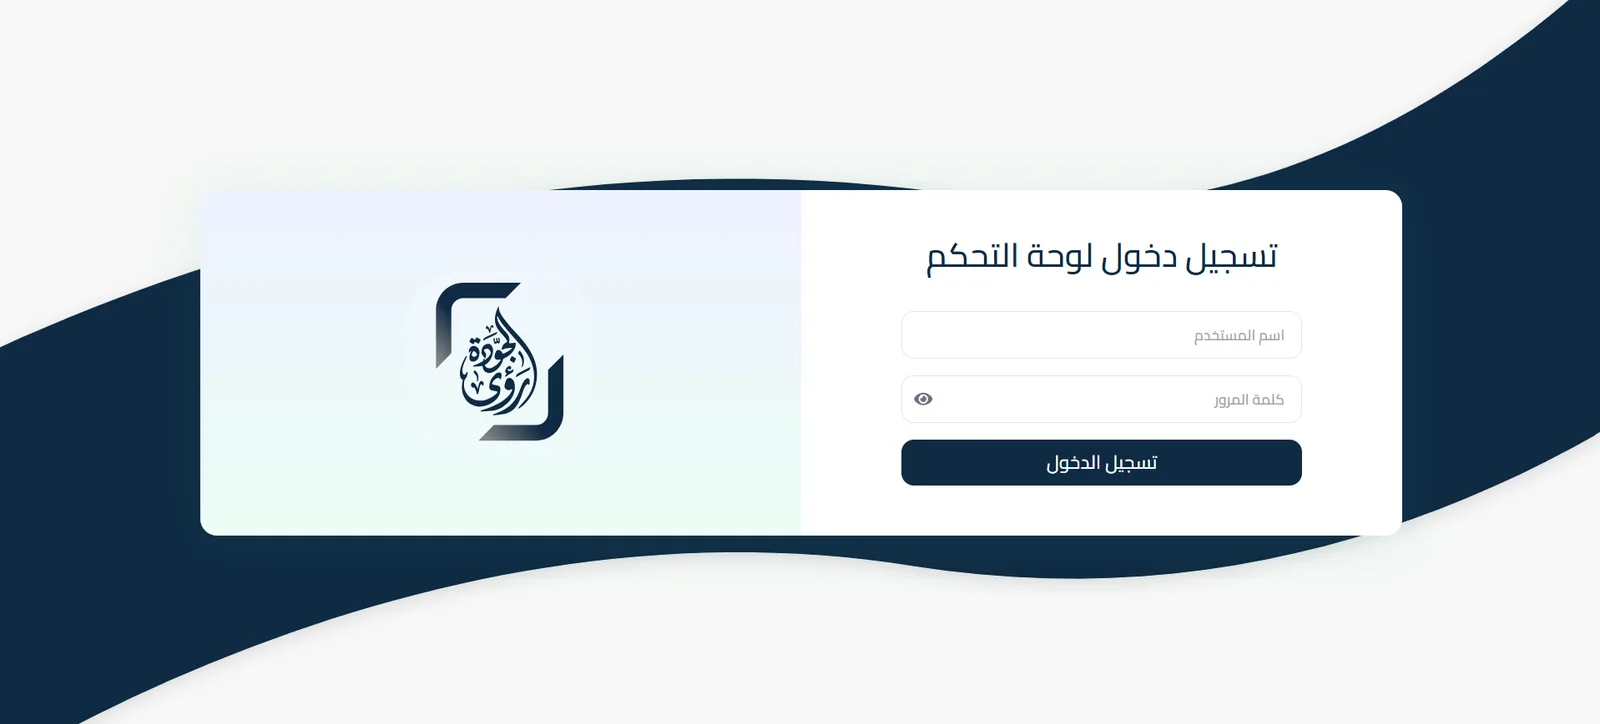 تسجيل دخول لوحة التحكم
اسم المستخدم
كلمة المرور
تسجيل الدخول
رؤى
الجودة